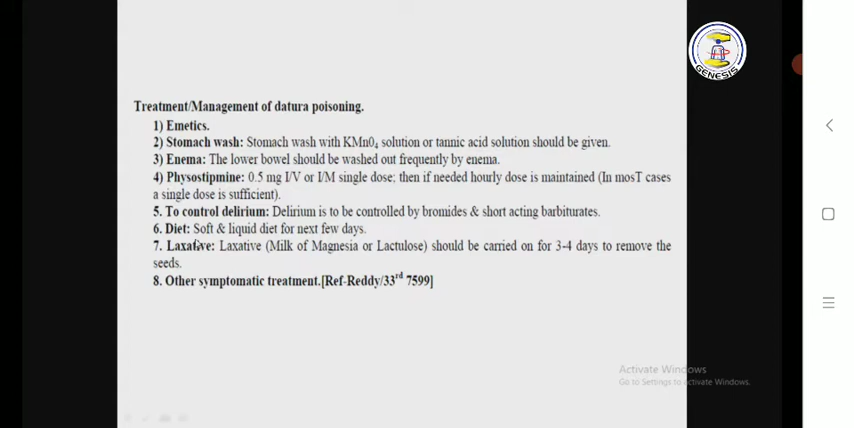 GENESIS
Treatment/Management of datura poisoning.
1) Emetics.
2) Stomach wash: Stomach wash with KMn0₄ solution or tannic acid solution should be given.
3) Enema: The lower bowel should be washed out frequently by enema.
4) Physostipmine: 0.5 mg I/V or I/M single dose; then if needed hourly dose is maintained (In mosT cases
a single dose is sufficient).
5. To control delirium: Delirium is to be controlled by bromides & short acting barbiturates.
6. Diet: Soft & liquid diet for next few days.
7. Laxative: Laxative (Milk of Magnesia or Lactulose) should be carried on for 3-4 days to remove the
seeds.
8. Other symptomatic treatment.[Ref-Reddy/33ʳᵈ 7599]
Activate Windows
Go to Settings to activate Windows.